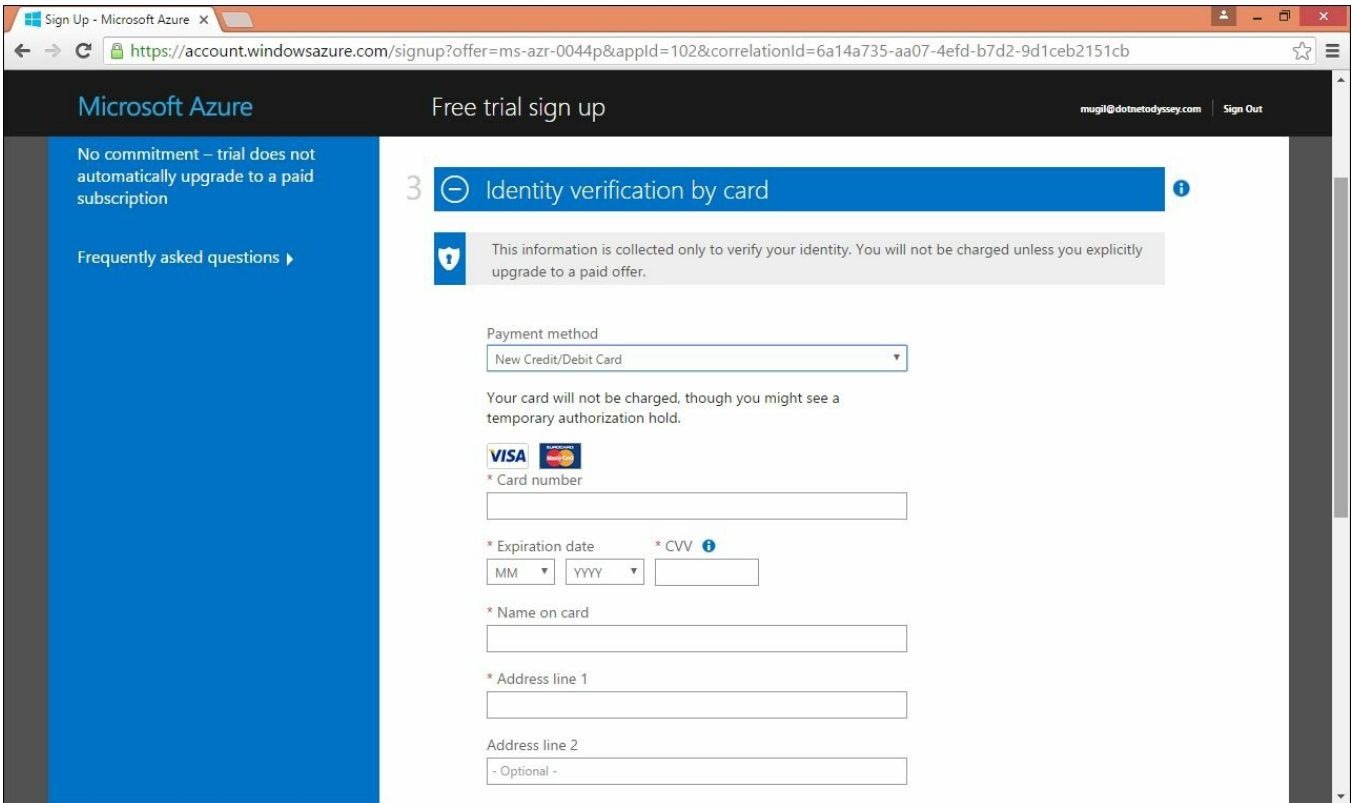 Sign Up - Microsoft Azure
https://account.windowsazure.com/signup?offer=ms-azr-0044p&appId=102&correlationId=6a14a735-aa07-4efd-b7d2-9d1ceb2151cb
Microsoft Azure
Free trial sign up
mugil@dotnetodyssey.com
Sign Out
No commitment – trial does not
automatically upgrade to a paid
subscription
Frequently asked questions
3
Identity verification by card
This information is collected only to verify your identity. You will not be charged unless you explicitly
upgrade to a paid offer.
Payment method
New Credit/Debit Card
Your card will not be charged, though you might see a
temporary authorization hold.
VISA
* Card number
* Expiration date
* CVV
MM
YYYY
* Name on card
* Address line 1
Address line 2
- Optional -